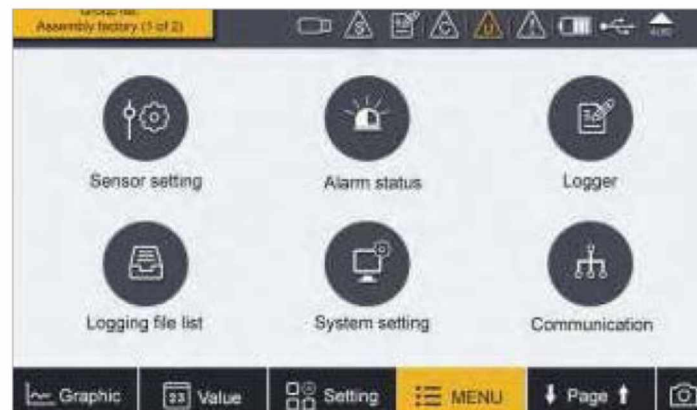 Assembly factory (1 of 2)
Sensor setting
Alarm status
Logger
Logging file list
System setting
Communication
Graphic
23 Value
Setting
MENU
Page